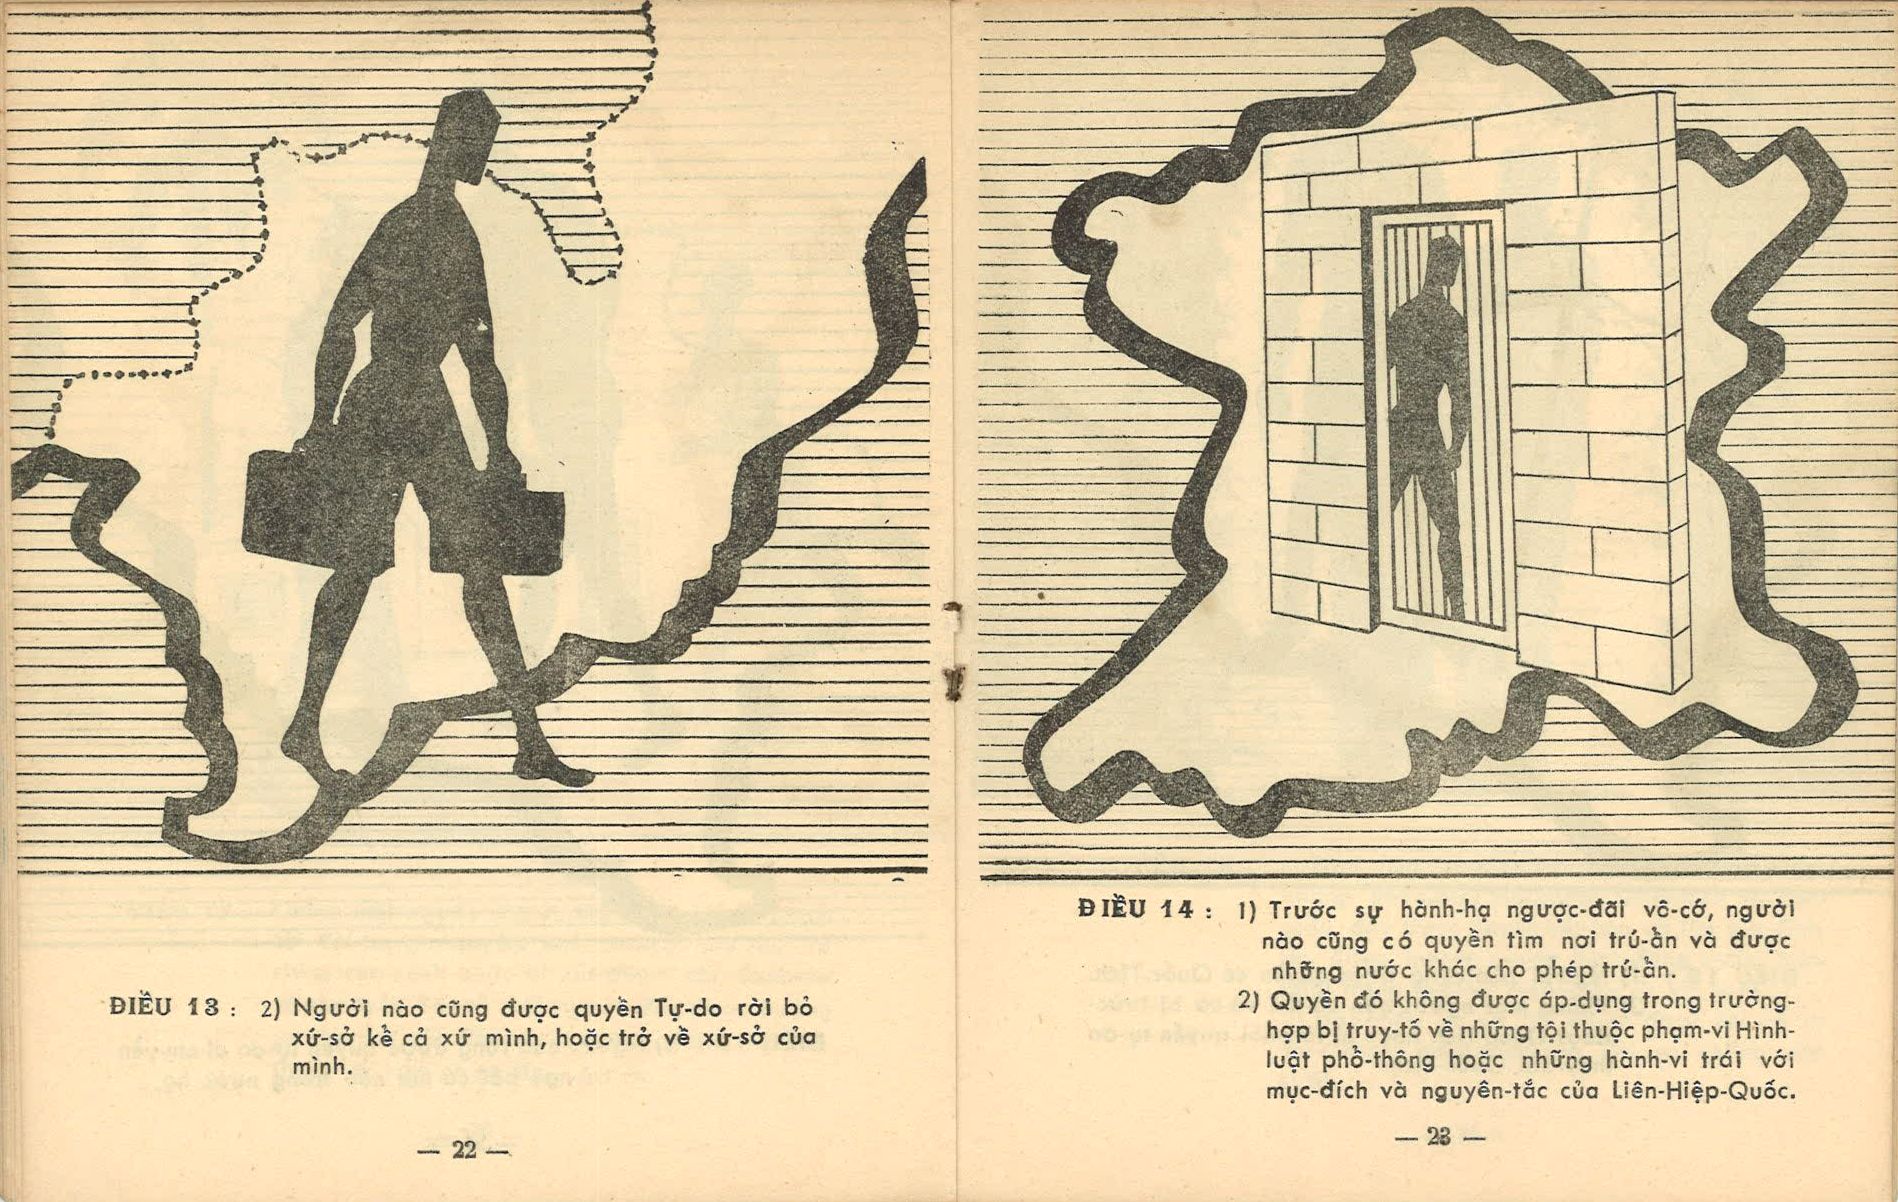 ĐIỀU 13 : 2) Người nào cũng được quyền Tự-do rời bỏ
xứ-sở kể cả xứ mình, hoặc trở về xứ-sở của
mình.
— 22 —
ĐIỀU 14 : 1) Trước sự hành-hạ ngược-đãi vô-cớ, người
nào cũng có quyền tìm nơi trú-ẩn và được
những nước khác cho phép trú-ẩn.
2) Quyền đó không được áp-dụng trong trường-
hợp bị truy-tố về những tội thuộc phạm-vi Hình-
luật phổ-thông hoặc những hành-vi trái với
mục-đích và nguyên-tắc của Liên-Hiệp-Quốc.
— 23 —